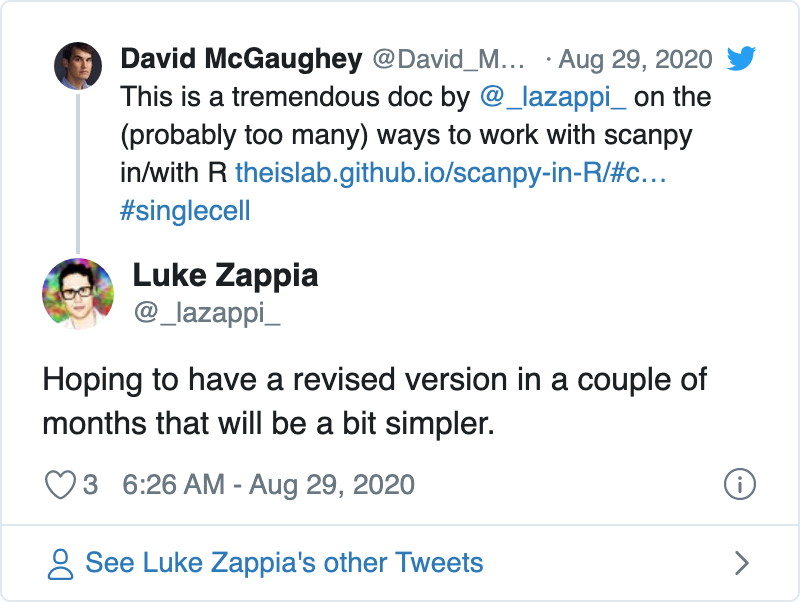 David McGaughey @David_M... · Aug 29, 2020
This is a tremendous doc by @_lazappi_ on the
(probably too many) ways to work with scanpy
in/with R theislab.github.io/scanpy-in-R/#c...
#singlecell
Luke Zappia
@_lazappi_
Hoping to have a revised version in a couple of
months that will be a bit simpler.
3 6:26 AM - Aug 29, 2020
See Luke Zappia's other Tweets